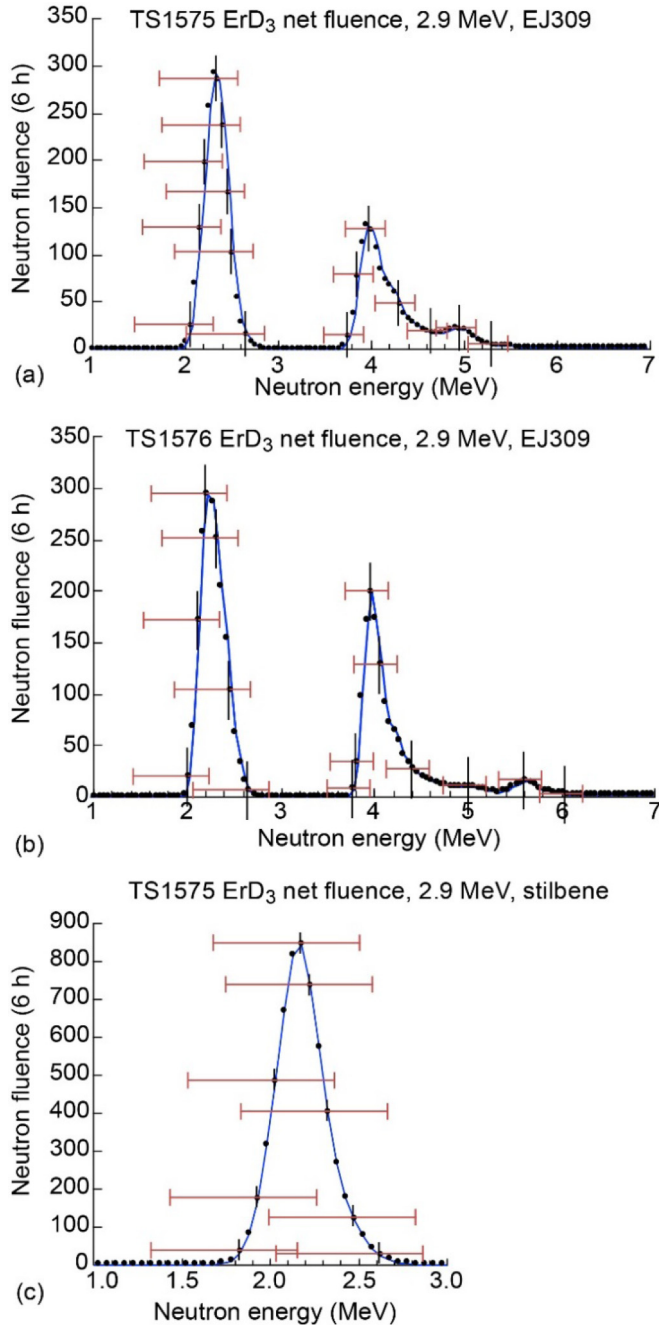 TS1575 ErD3 net fluence, 2.9 MeV, EJ309
350
300
250
200
150
100
50
0
Neutron fluence (6 h)
1 2 3 4 5 6 7
Neutron energy (MeV)
(a)
TS1576 ErD3 net fluence, 2.9 MeV, EJ309
350
300
250
200
150
100
50
0
Neutron fluence (6 h)
1 2 3 4 5 6 7
Neutron energy (MeV)
(b)
TS1575 ErD3 net fluence, 2.9 MeV, stilbene
900
800
700
600
500
400
300
200
100
0
Neutron fluence (6 h)
1.0 1.5 2.0 2.5 3.0
Neutron energy (MeV)
(c)